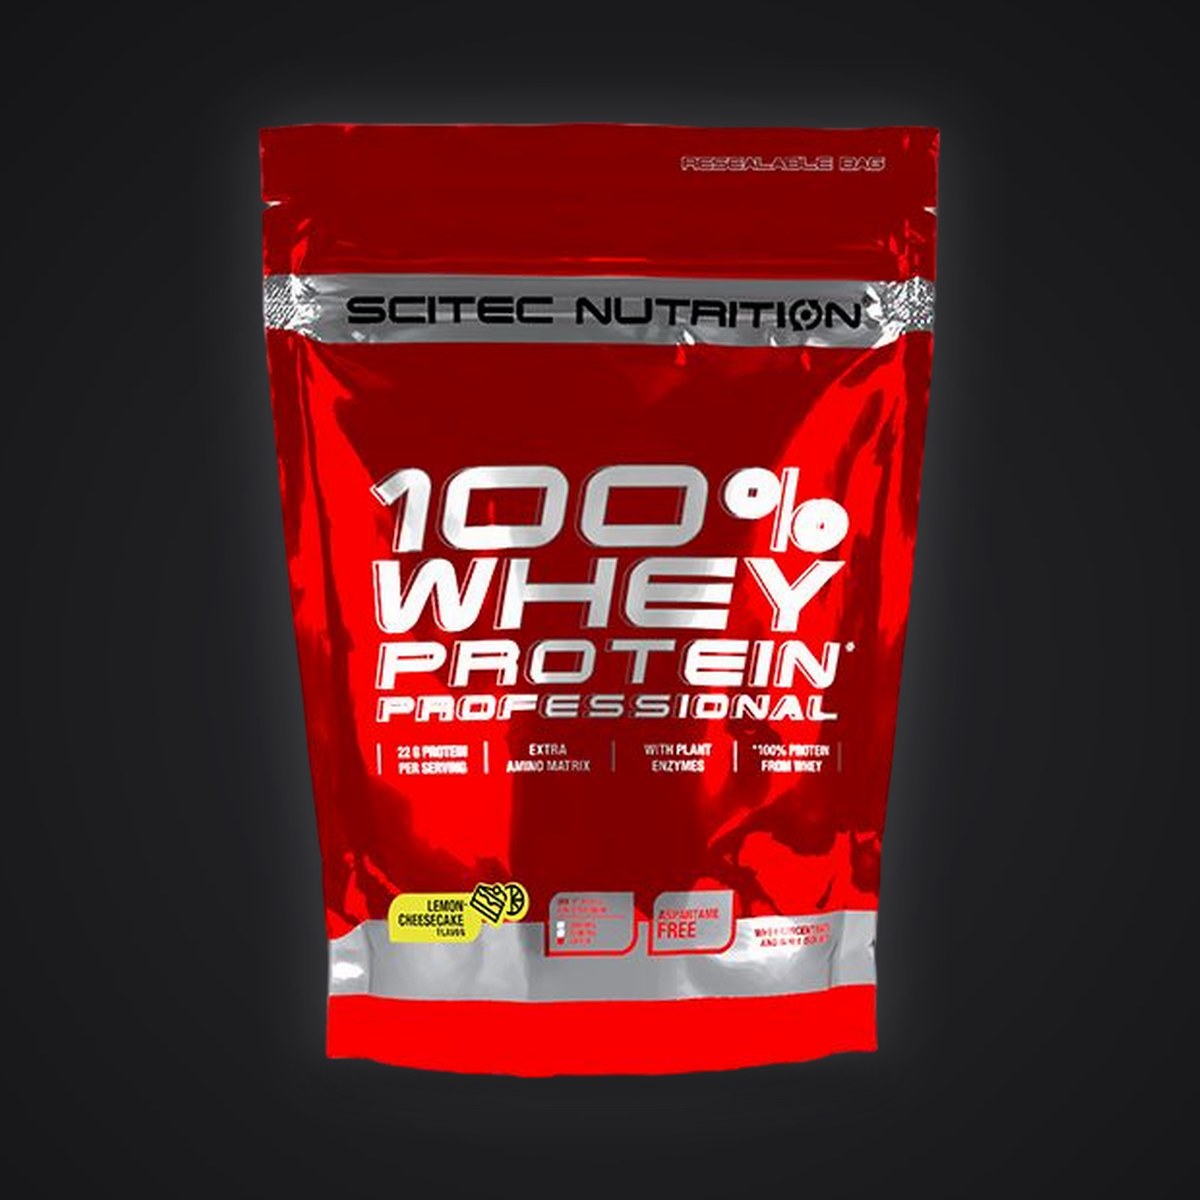 RESEALABLE BAG
SCITEC NUTRITION
100%
WHEY
PROTEIN*
PROFESSIONAL
22 G PROTEIN
PER SERVING
EXTRA
AMINO MATRIX
WITH PLANT
ENZYMES
*100% PROTEIN
FROM WHEY
LEMON-
CHEESECAKE
FLAVOR
ASPARTAME
FREE